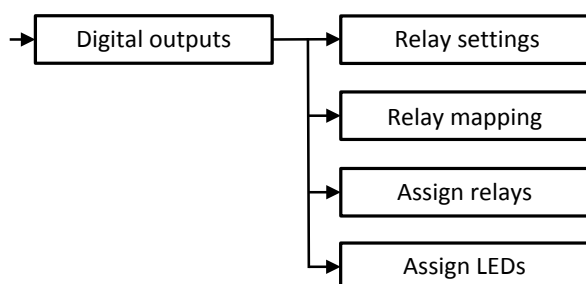 Digital outputs
Relay settings
Relay mapping
Assign relays
Assign LEDs